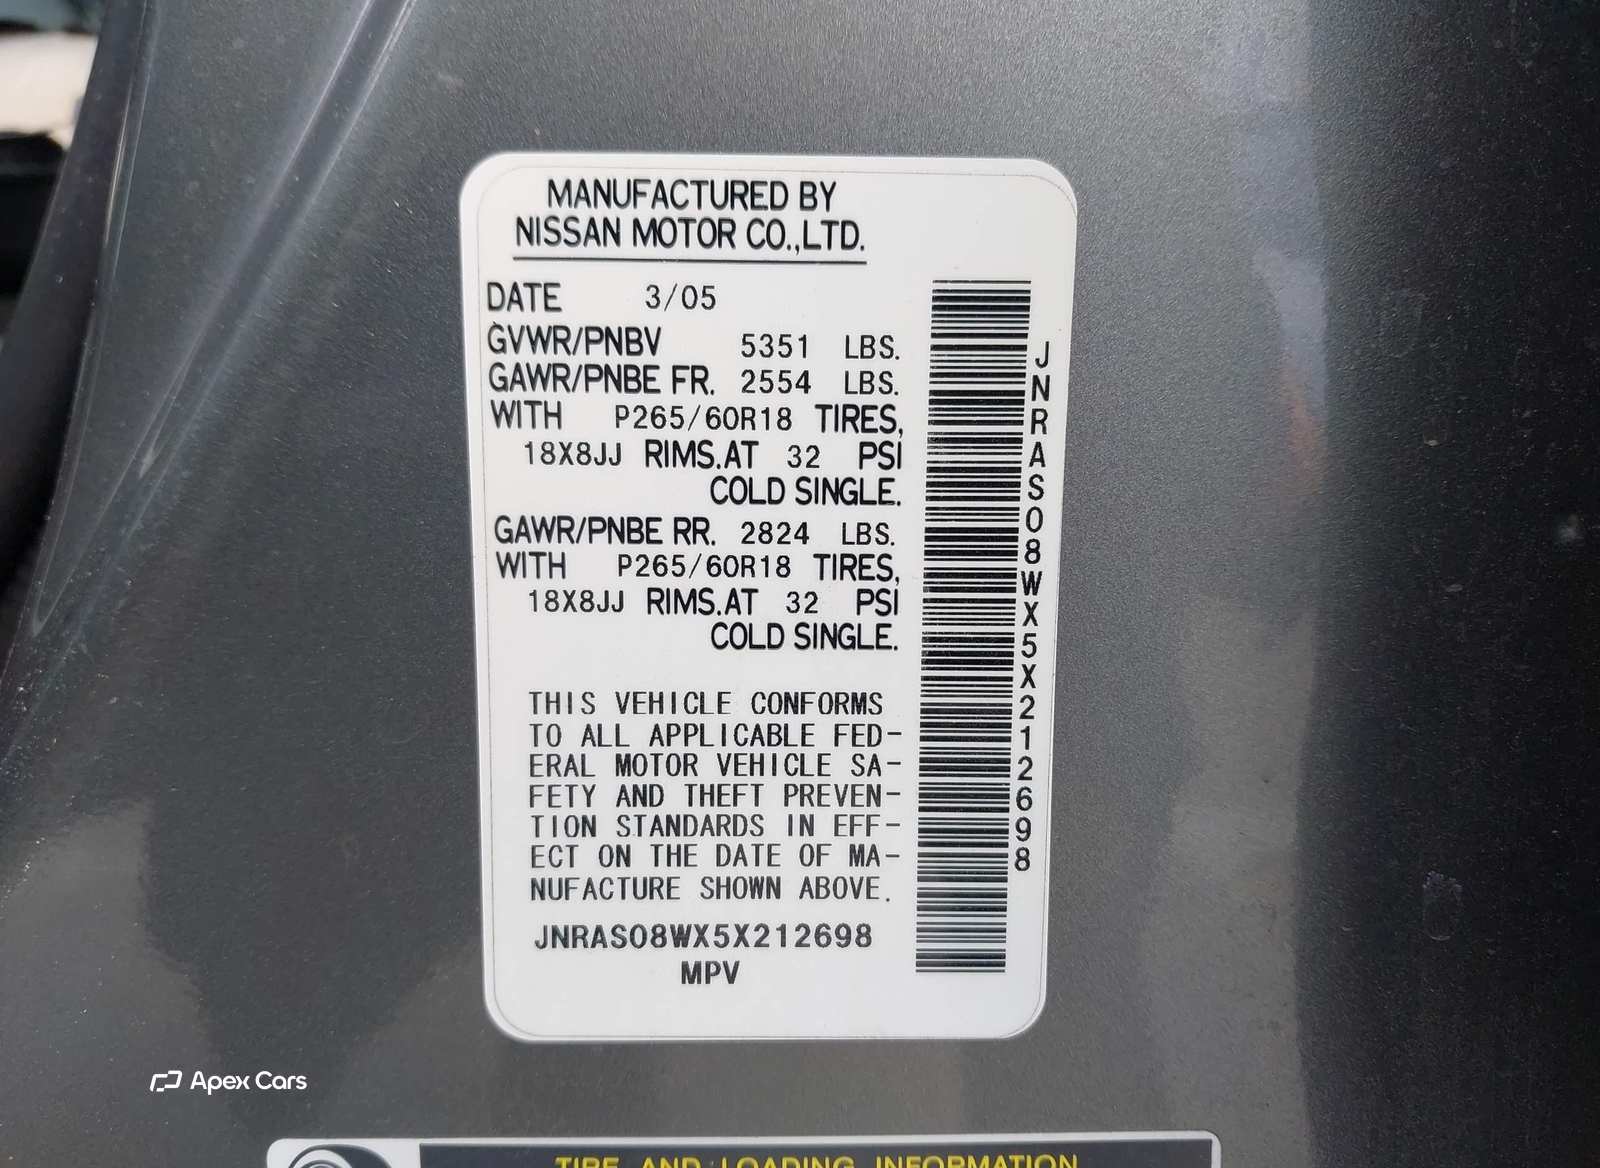 MANUFACTURED BY
NISSAN MOTOR CO.,LTD.
DATE 3/05
GVWR/PNBV 5351 LBS.
GAWR/PNBE FR. 2554 LBS.
WITH P265/60R18 TIRES,
18X8JJ RIMS.AT 32 PSI
COLD SINGLE.
GAWR/PNBE RR. 2824 LBS.
WITH P265/60R18 TIRES,
18X8JJ RIMS.AT 32 PSI
COLD SINGLE.
THIS VEHICLE CONFORMS
TO ALL APPLICABLE FED-
ERAL MOTOR VEHICLE SA-
FETY AND THEFT PREVEN-
TION STANDARDS IN EFF-
ECT ON THE DATE OF MA-
NUFACTURE SHOWN ABOVE.
JNRAS08WX5X212698
MPV
JNRAS08WX5X212698
Apex Cars
TIRE AND LOADING INFORMATION